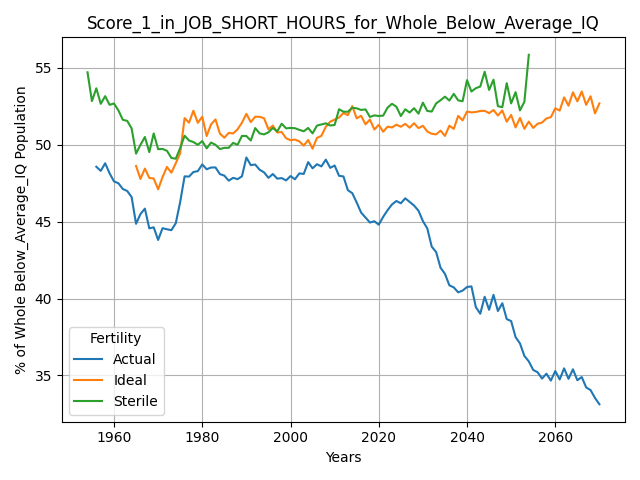 Score_1_in_JOB_SHORT_HOURS_for_Whole_Below_Average_IQ
% of Whole Below_Average_IQ Population
55
50
45
40
35
Fertility
Actual
Ideal
Sterile
1960 1980 2000 2020 2040 2060
Years